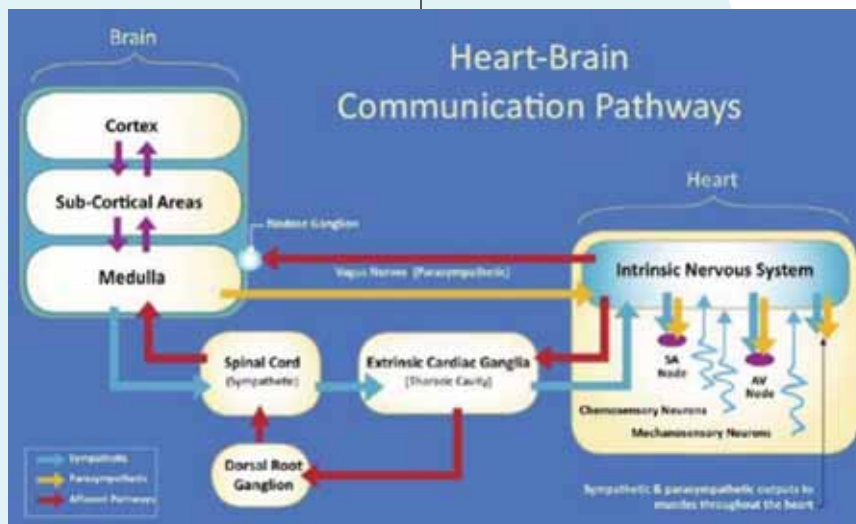 Brain
Heart-Brain
Communication Pathways
Cortex
Sub-Cortical Areas
Medulla
Nodose Ganglion
Vagus Nerves (Parasympathetic)
Heart
Intrinsic Nervous System
Spinal Cord
(Sympathetic)
Extrinsic Cardiac Ganglia
(Thoracic Cavity)
SA
Node
AV
Node
Chemosensory Neurons
Mechanosensory Neurons
Dorsal Root
Ganglion
Sympathetic
Parasympathetic
Afferent Pathways
Sympathetic & parasympathetic outputs to
muscles throughout the heart